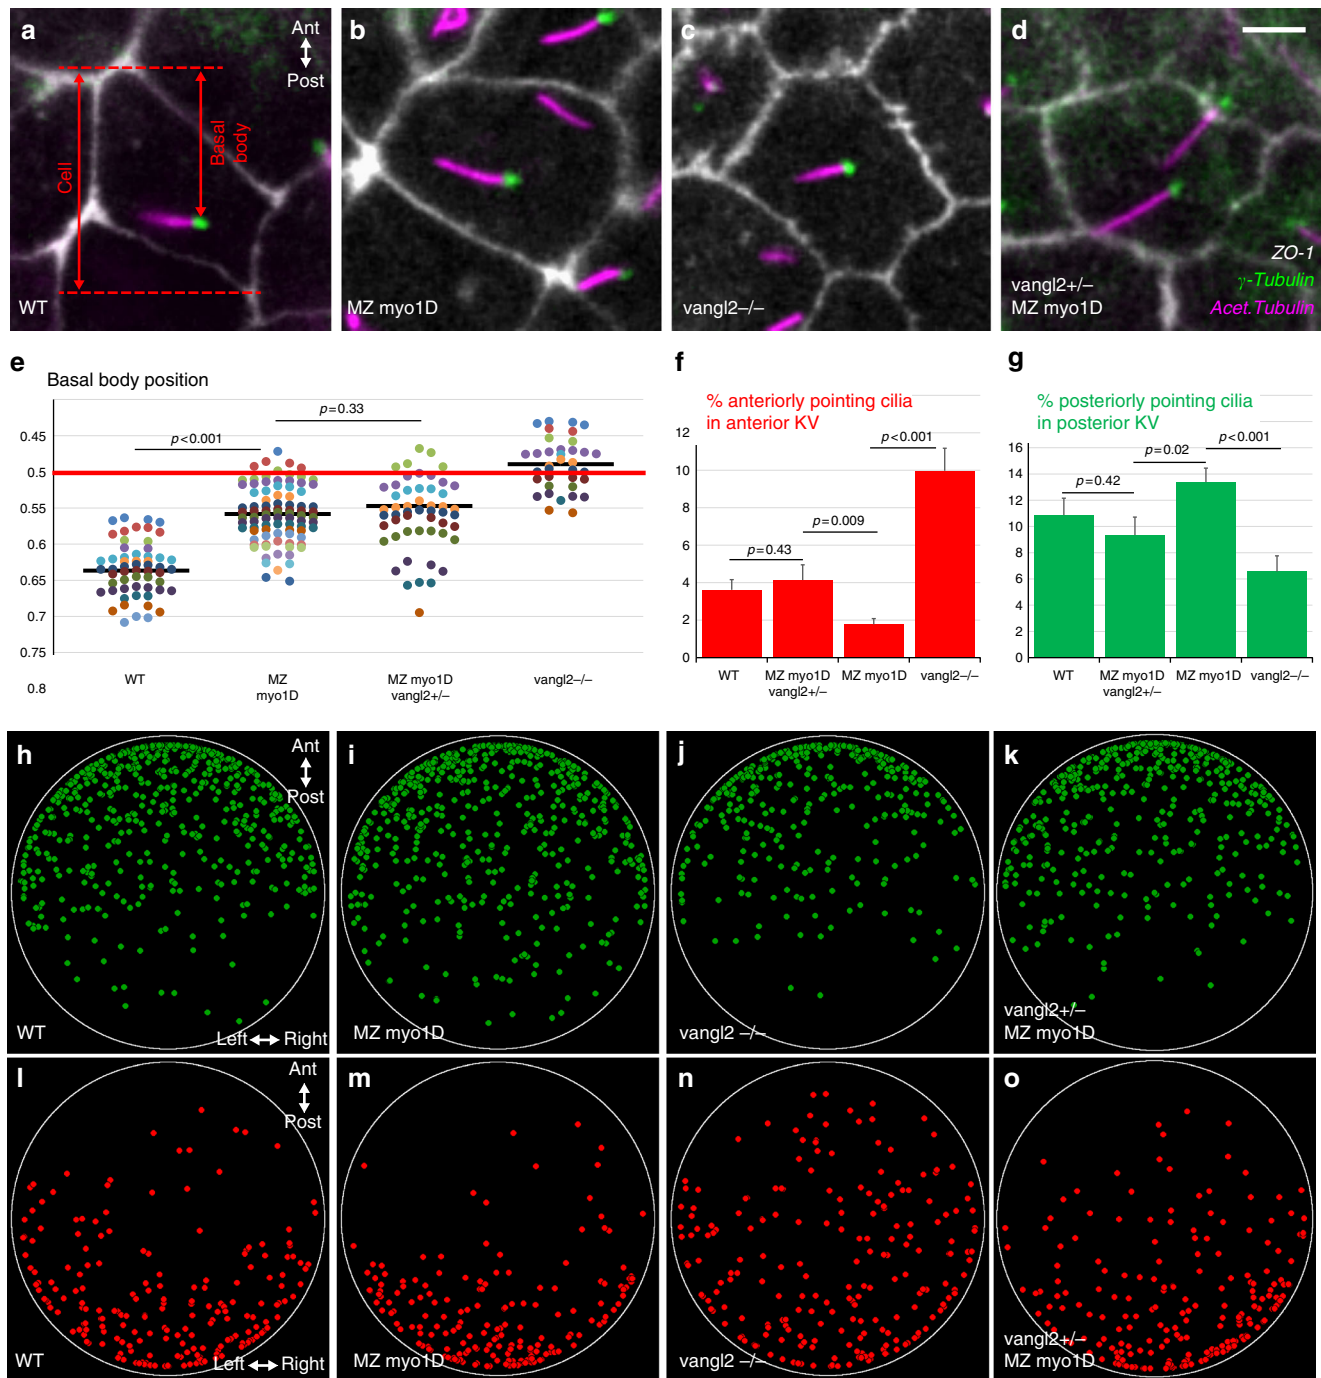 a
Ant
Post
Cell
Basal
body
WT
b
MZ myo1D
c
vangl2–/–
d
vangl2+/–
MZ myo1D
ZO-1
γ-Tubulin
Acet.Tubulin
e
Basal body position
0.45
0.5
0.55
0.6
0.65
0.7
0.75
0.8
p<0.001
p=0.33
WT
MZ
myo1D
MZ myo1D
vangl2+/–
vangl2–/–
f
% anteriorly pointing cilia
in anterior KV
12
10
8
6
4
2
0
p=0.43
p=0.009
p<0.001
WT
MZ myo1D
vangl2+/–
MZ myo1D
vangl2–/–
g
% posteriorly pointing cilia
in posterior KV
16
14
12
10
8
6
4
2
0
p=0.42
p=0.02
p<0.001
WT
MZ myo1D
vangl2+/–
MZ myo1D
vangl2–/–
h
Ant
Post
WT
Left
Right
i
MZ myo1D
j
vangl2 –/–
k
vangl2+/–
MZ myo1D
l
Ant
Post
WT
Left
Right
m
MZ myo1D
n
vangl2 –/–
o
vangl2+/–
MZ myo1D